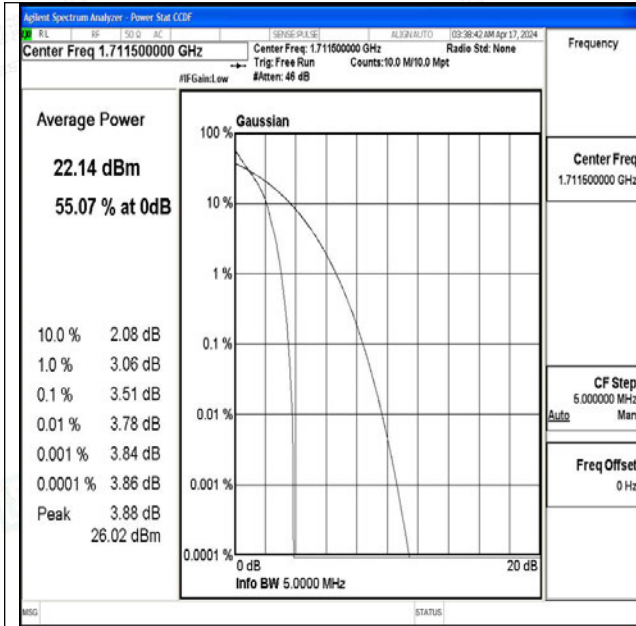 Agilent Spectrum Analyzer - Power Stat CCDF
RL RF 50 Ω AC SENSE:PULSE ALIGNAUTO 03:38:42 AM Apr 17, 2024
Center Freq 1.711500000 GHz
Center Freq: 1.711500000 GHz Radio Std: None
Trig: Free Run Counts:10.0 M/10.0 Mpt
#IFGain:Low #Atten: 46 dB
Frequency
Average Power
22.14 dBm
55.07 % at 0dB
10.0 % 2.08 dB
1.0 % 3.06 dB
0.1 % 3.51 dB
0.01 % 3.78 dB
0.001 % 3.84 dB
0.0001 % 3.86 dB
Peak 3.88 dB
26.02 dBm
Gaussian
100 %
10 %
1 %
0.1 %
0.01 %
0.001 %
0.0001 %
0 dB 20 dB
Info BW 5.0000 MHz
Center Freq
1.711500000 GHz
CF Step
5.000000 MHz
Auto Man
Freq Offset
0 Hz
MSG STATUS